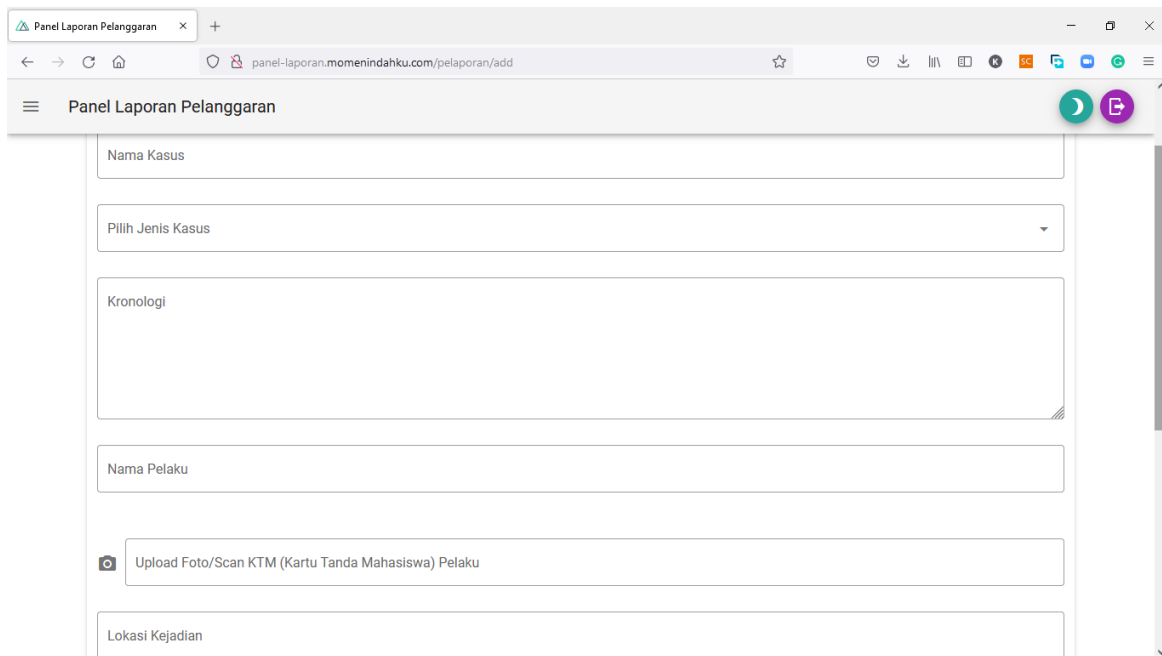 Panel Laporan Pelanggaran
panel-laporan.momenindahku.com/pelaporan/add
K
SC
G
Panel Laporan Pelanggaran
Nama Kasus
Pilih Jenis Kasus
Kronologi
Nama Pelaku
Upload Foto/Scan KTM (Kartu Tanda Mahasiswa) Pelaku
Lokasi Kejadian